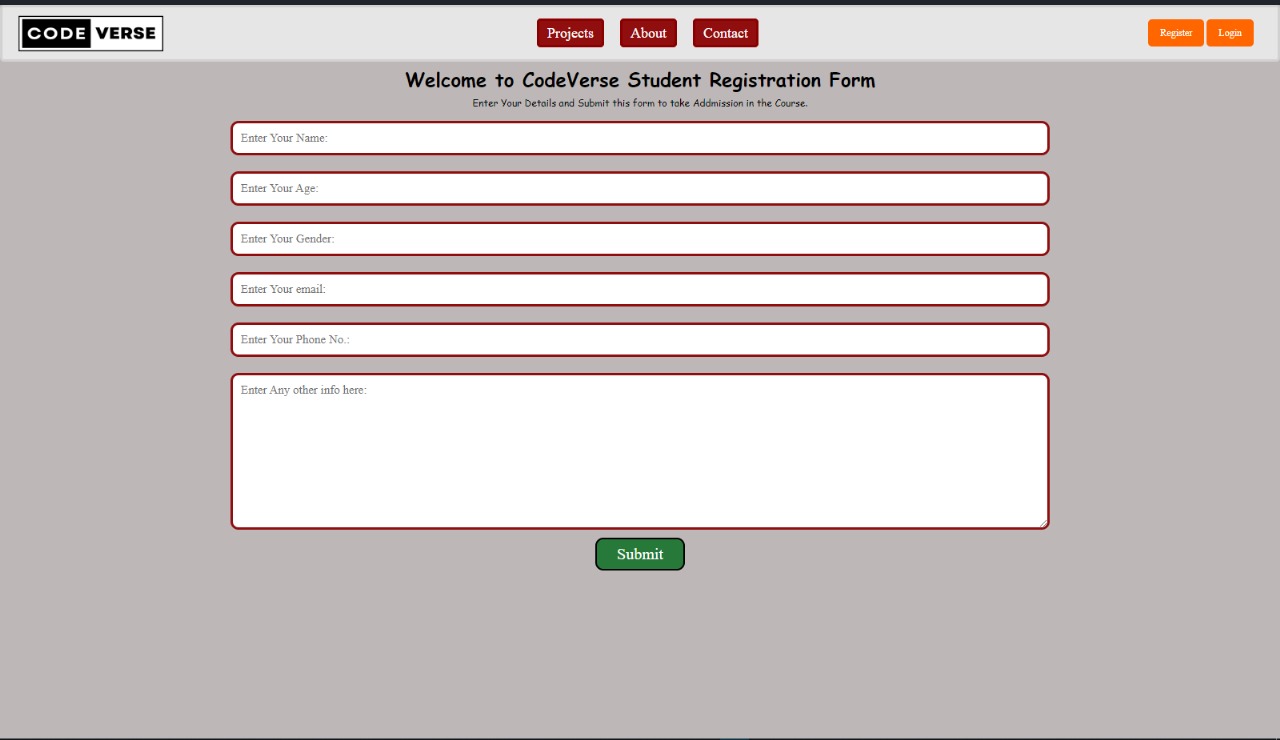 CODE VERSE
Projects About Contact
Register Login
Welcome to CodeVerse Student Registration Form
Enter Your Details and Submit this form to take Addmission in the Course.
Enter Your Name:
Enter Your Age:
Enter Your Gender:
Enter Your email:
Enter Your Phone No.:
Enter Any other info here:
Submit